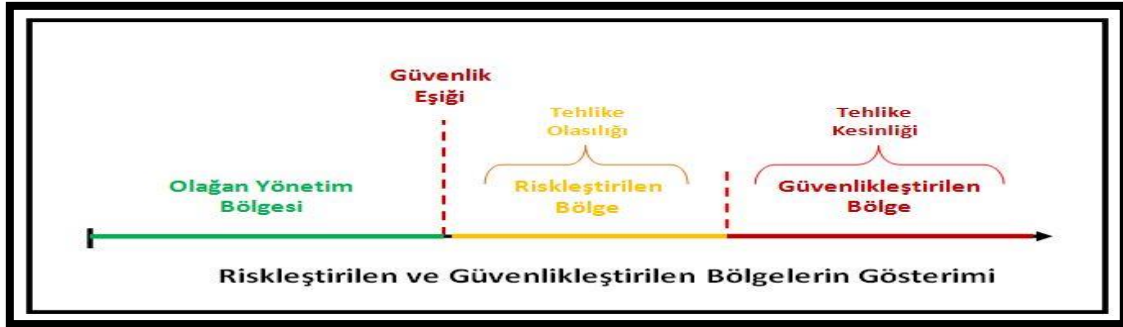 Güvenlik
Eşiği
Tehlike
Olasılığı
Tehlike
Kesinliği
Olağan Yönetim
Bölgesi
Riskleştirilen
Bölge
Güvenlikleştirilen
Bölge
Riskleştirilen ve Güvenlikleştirilen Bölgelerin Gösterimi